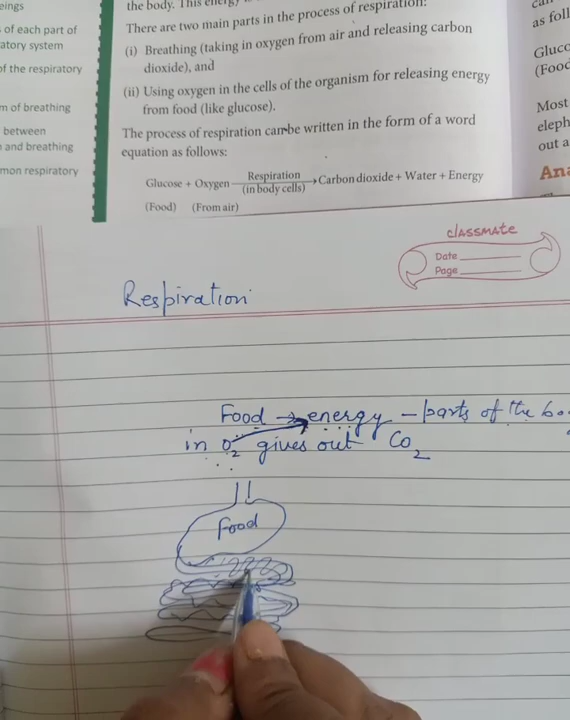 eings
of each part of
atory system
of the respiratory
m of breathing
between
and breathing
mon respiratory
the body. This energy
There are two main parts in the process of respiration:
(i) Breathing (taking in oxygen from air and releasing carbon
dioxide), and
(ii) Using oxygen in the cells of the organism for releasing energy
from food (like glucose).
The process of respiration can be written in the form of a word
equation as follows:
Glucose + Oxygen Respiration (in body cells) → Carbon dioxide + Water + Energy
(Food) (From air)
as foll
Gluco
(Food
Most
eleph
out a
Ana
classmate
Date
Page
Respiration
Food → energy – parts of the bo
in O2 gives out Co2
Food